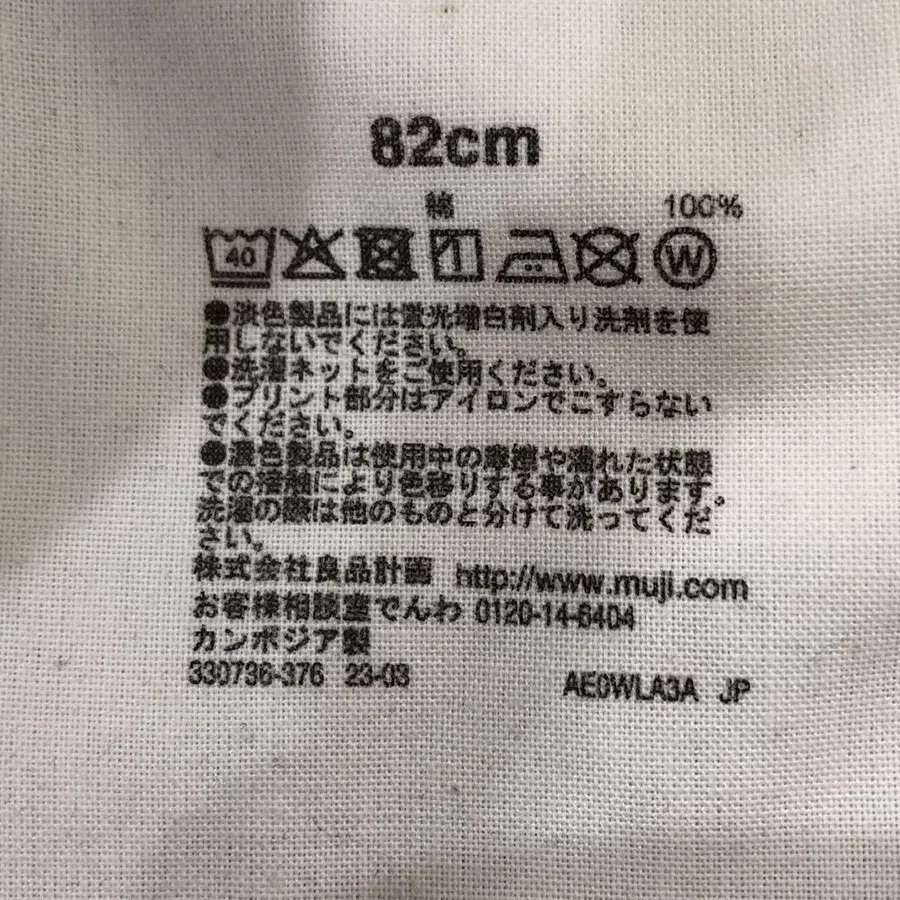 82cm
綿 100%
40
W
●淡色製品には蛍光増白剤入り洗剤を使
用しないでください。
●洗濯ネットをご使用ください。
●プリント部分はアイロンでこすらない
でください。
●濃色製品は使用中の摩擦や濡れた状態
での接触により色移りする事があります。
洗濯の際は他のものと分けて洗ってくだ
さい。
株式会社良品計画 http://www.muji.com
お客様相談室でんわ 0120-14-6404
カンボジア製
330736-376 23-03 AE0WLA3A JP